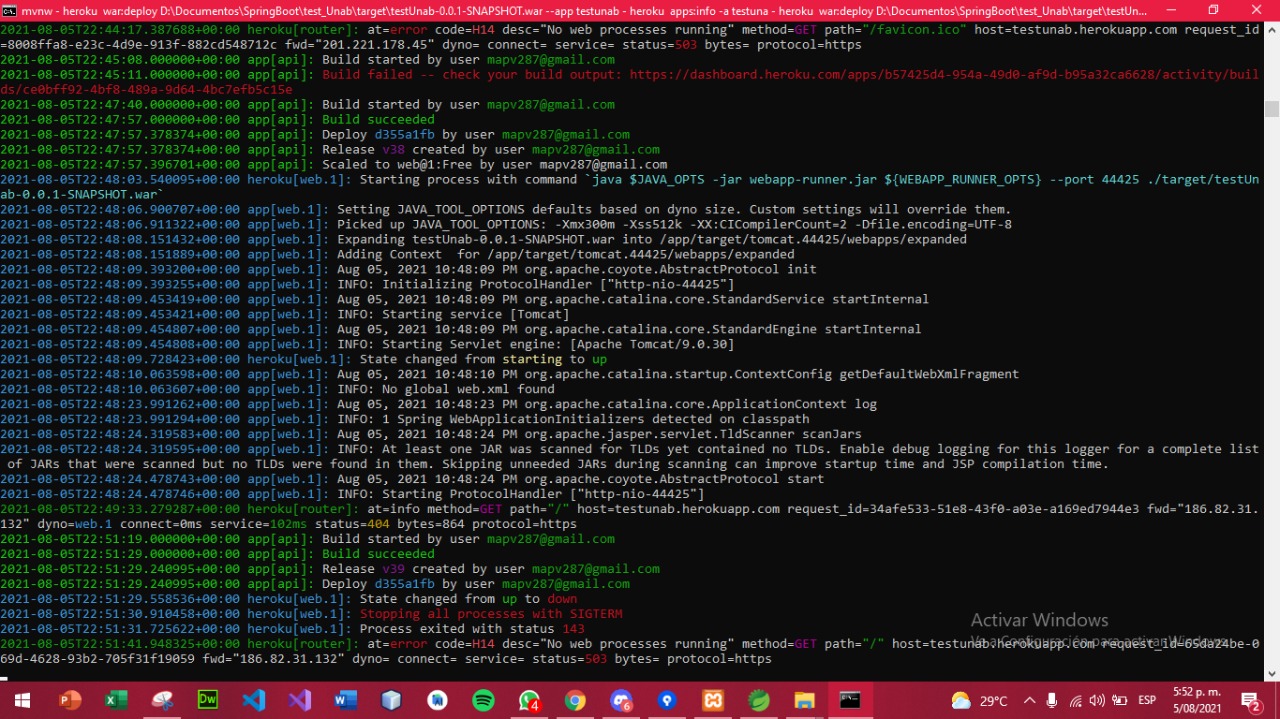 mvnw - heroku war:deploy D:\Documentos\SpringBoot\test_Unab\target\testUnab-0.0.1-SNAPSHOT.war --app testunab - heroku apps:info -a testuna - heroku war:deploy D:\Documentos\SpringBoot\test_Unab\target\testUn...
2021-08-05T22:44:17.387688+00:00 heroku[router]: at=error code=H14 desc="No web processes running" method=GET path="/favicon.ico" host=testunab.herokuapp.com request_id
=8008ffa8-e23c-4d9e-913f-882cd548712c fwd="201.221.178.45" dyno= connect= service= status=503 bytes= protocol=https
2021-08-05T22:45:08.000000+00:00 app[api]: Build started by user mapv287@gmail.com
2021-08-05T22:45:11.000000+00:00 app[api]: Build failed -- check your build output: https://dashboard.heroku.com/apps/b57425d4-954a-49d0-af9d-b95a32ca6628/activity/buil
ds/ce0bff92-4bf8-489a-9d64-4bc7efb5c15e
2021-08-05T22:47:40.000000+00:00 app[api]: Build started by user mapv287@gmail.com
2021-08-05T22:47:57.000000+00:00 app[api]: Build succeeded
2021-08-05T22:47:57.378374+00:00 app[api]: Deploy d355a1fb by user mapv287@gmail.com
2021-08-05T22:47:57.378374+00:00 app[api]: Release v38 created by user mapv287@gmail.com
2021-08-05T22:47:57.396701+00:00 app[api]: Scaled to web@1:Free by user mapv287@gmail.com
2021-08-05T22:48:03.540095+00:00 heroku[web.1]: Starting process with command `java $JAVA_OPTS -jar webapp-runner.jar ${WEBAPP_RUNNER_OPTS} --port 44425 ./target/testUn
ab-0.0.1-SNAPSHOT.war`
2021-08-05T22:48:06.900707+00:00 app[web.1]: Setting JAVA_TOOL_OPTIONS defaults based on dyno size. Custom settings will override them.
2021-08-05T22:48:06.911322+00:00 app[web.1]: Picked up JAVA_TOOL_OPTIONS: -Xmx300m -Xss512k -XX:CICompilerCount=2 -Dfile.encoding=UTF-8
2021-08-05T22:48:08.151432+00:00 app[web.1]: Expanding testUnab-0.0.1-SNAPSHOT.war into /app/target/tomcat.44425/webapps/expanded
2021-08-05T22:48:08.151889+00:00 app[web.1]: Adding Context  for /app/target/tomcat.44425/webapps/expanded
2021-08-05T22:48:09.393200+00:00 app[web.1]: Aug 05, 2021 10:48:09 PM org.apache.coyote.AbstractProtocol init
2021-08-05T22:48:09.393255+00:00 app[web.1]: INFO: Initializing ProtocolHandler ["http-nio-44425"]
2021-08-05T22:48:09.453419+00:00 app[web.1]: Aug 05, 2021 10:48:09 PM org.apache.catalina.core.StandardService startInternal
2021-08-05T22:48:09.453421+00:00 app[web.1]: INFO: Starting service [Tomcat]
2021-08-05T22:48:09.454807+00:00 app[web.1]: Aug 05, 2021 10:48:09 PM org.apache.catalina.core.StandardEngine startInternal
2021-08-05T22:48:09.454808+00:00 app[web.1]: INFO: Starting Servlet engine: [Apache Tomcat/9.0.30]
2021-08-05T22:48:09.728423+00:00 heroku[web.1]: State changed from starting to up
2021-08-05T22:48:10.063598+00:00 app[web.1]: Aug 05, 2021 10:48:10 PM org.apache.catalina.startup.ContextConfig getDefaultWebXmlFragment
2021-08-05T22:48:10.063607+00:00 app[web.1]: INFO: No global web.xml found
2021-08-05T22:48:23.991262+00:00 app[web.1]: Aug 05, 2021 10:48:23 PM org.apache.catalina.core.ApplicationContext log
2021-08-05T22:48:23.991294+00:00 app[web.1]: INFO: 1 Spring WebApplicationInitializers detected on classpath
2021-08-05T22:48:24.319583+00:00 app[web.1]: Aug 05, 2021 10:48:24 PM org.apache.jasper.servlet.TldScanner scanJars
2021-08-05T22:48:24.319595+00:00 app[web.1]: INFO: At least one JAR was scanned for TLDs yet contained no TLDs. Enable debug logging for this logger for a complete list
of JARs that were scanned but no TLDs were found in them. Skipping unneeded JARs during scanning can improve startup time and JSP compilation time.
2021-08-05T22:48:24.478743+00:00 app[web.1]: Aug 05, 2021 10:48:24 PM org.apache.coyote.AbstractProtocol start
2021-08-05T22:48:24.478746+00:00 app[web.1]: INFO: Starting ProtocolHandler ["http-nio-44425"]
2021-08-05T22:49:33.279287+00:00 heroku[router]: at=info method=GET path="/" host=testunab.herokuapp.com request_id=34afe533-51e8-43f0-a03e-a169ed7944e3 fwd="186.82.31.
132" dyno=web.1 connect=0ms service=102ms status=404 bytes=864 protocol=https
2021-08-05T22:51:19.000000+00:00 app[api]: Build started by user mapv287@gmail.com
2021-08-05T22:51:29.000000+00:00 app[api]: Build succeeded
2021-08-05T22:51:29.240995+00:00 app[api]: Release v39 created by user mapv287@gmail.com
2021-08-05T22:51:29.240995+00:00 app[api]: Deploy d355a1fb by user mapv287@gmail.com
2021-08-05T22:51:29.558536+00:00 heroku[web.1]: State changed from up to down
2021-08-05T22:51:30.910458+00:00 heroku[web.1]: Stopping all processes with SIGTERM
2021-08-05T22:51:31.725622+00:00 heroku[web.1]: Process exited with status 143
2021-08-05T22:51:41.948325+00:00 heroku[router]: at=error code=H14 desc="No web processes running" method=GET path="/" host=testunab.herokuapp.com request_id=65da24be-0
69d-4628-93b2-705f31f19059 fwd="186.82.31.132" dyno= connect= service= status=503 bytes= protocol=https
Activar Windows
Ve a Configuración para activar Windows.
4
6
29°C
ESP
5:52 p. m.
5/08/2021
2